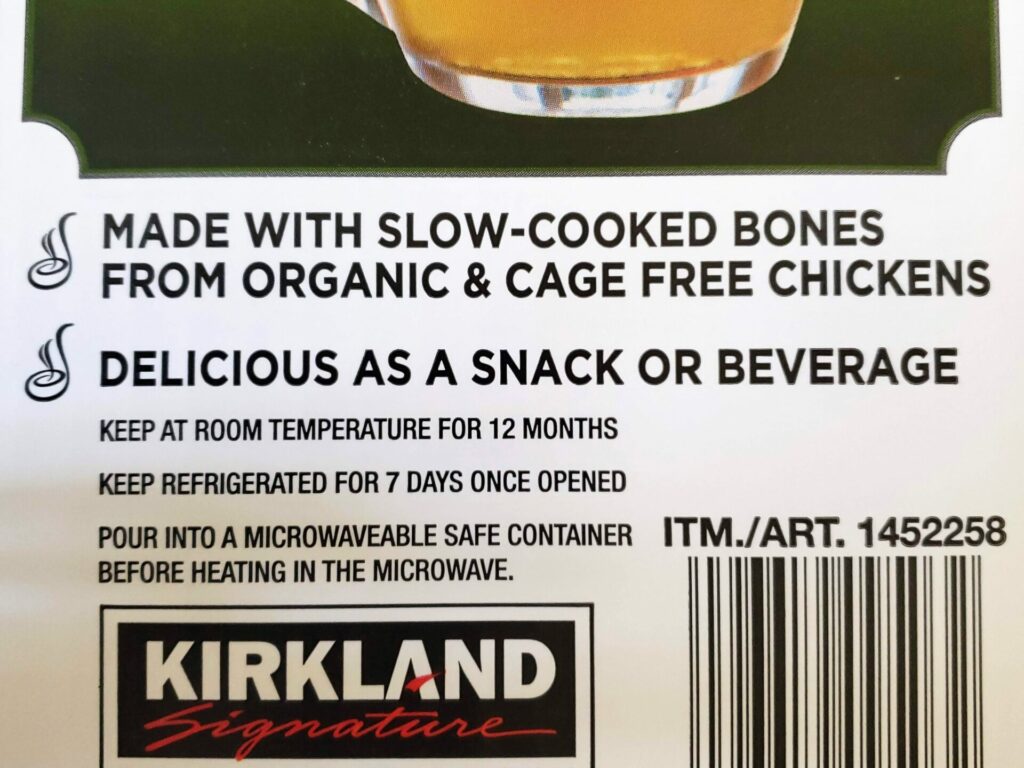 MADE WITH SLOW-COOKED BONES
FROM ORGANIC & CAGE FREE CHICKENS
DELICIOUS AS A SNACK OR BEVERAGE
KEEP AT ROOM TEMPERATURE FOR 12 MONTHS
KEEP REFRIGERATED FOR 7 DAYS ONCE OPENED
POUR INTO A MICROWAVEABLE SAFE CONTAINER
BEFORE HEATING IN THE MICROWAVE.
ITM./ART. 1452258
KIRKLAND
Signature